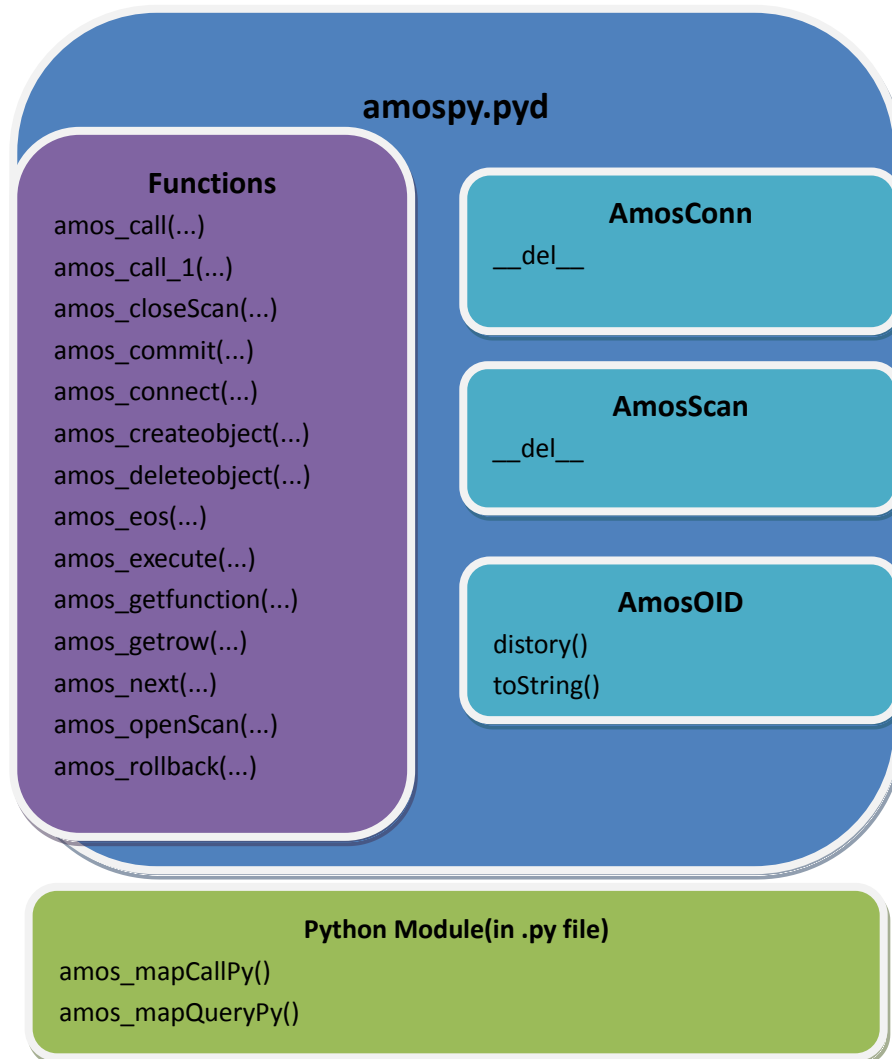 amospy.pyd
Functions
amos_call(...)
amos_call_1(...)
amos_closeScan(...)
amos_commit(...)
amos_connect(...)
amos_createobject(...)
amos_deleteobject(...)
amos_eos(...)
amos_execute(...)
amos_getfunction(...)
amos_getrow(...)
amos_next(...)
amos_openScan(...)
amos_rollback(...)
AmosConn
__del__
AmosScan
__del__
AmosOID
distory()
toString()
Python Module(in .py file)
amos_mapCallPy()
amos_mapQueryPy()